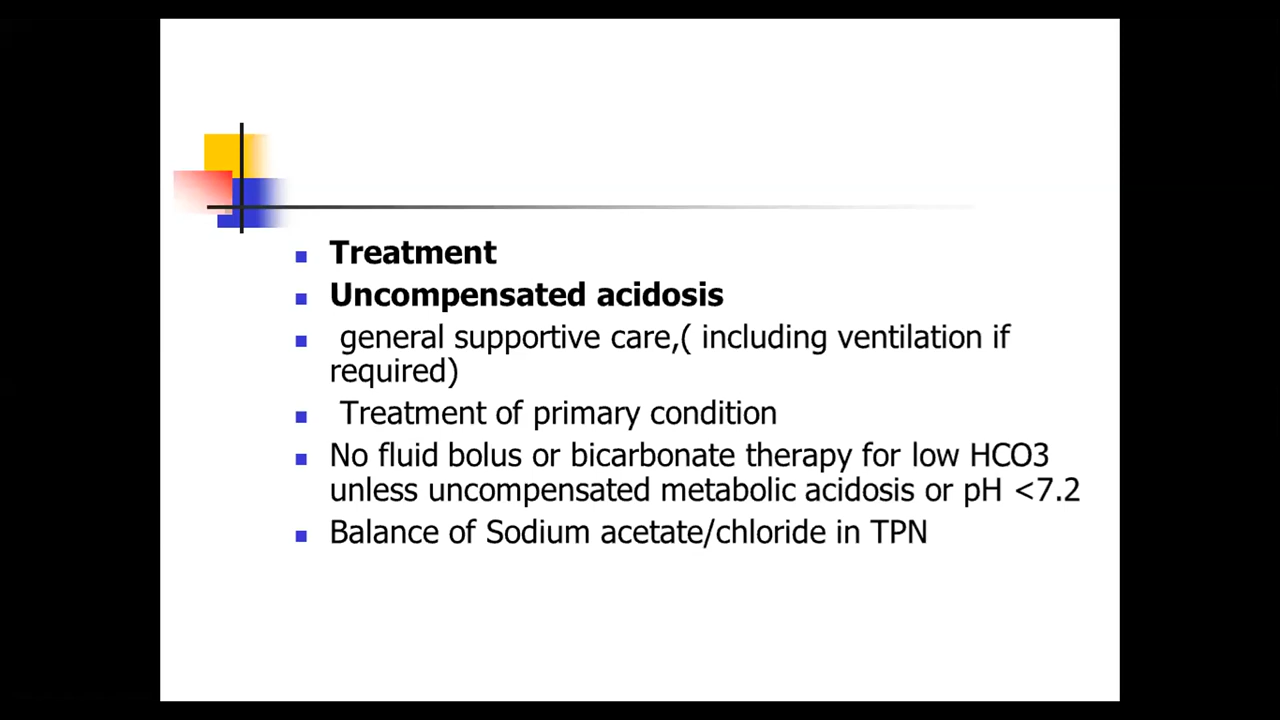 Treatment
Uncompensated acidosis
general supportive care,( including ventilation if
required)
Treatment of primary condition
No fluid bolus or bicarbonate therapy for low HCO3
unless uncompensated metabolic acidosis or pH <7.2
Balance of Sodium acetate/chloride in TPN